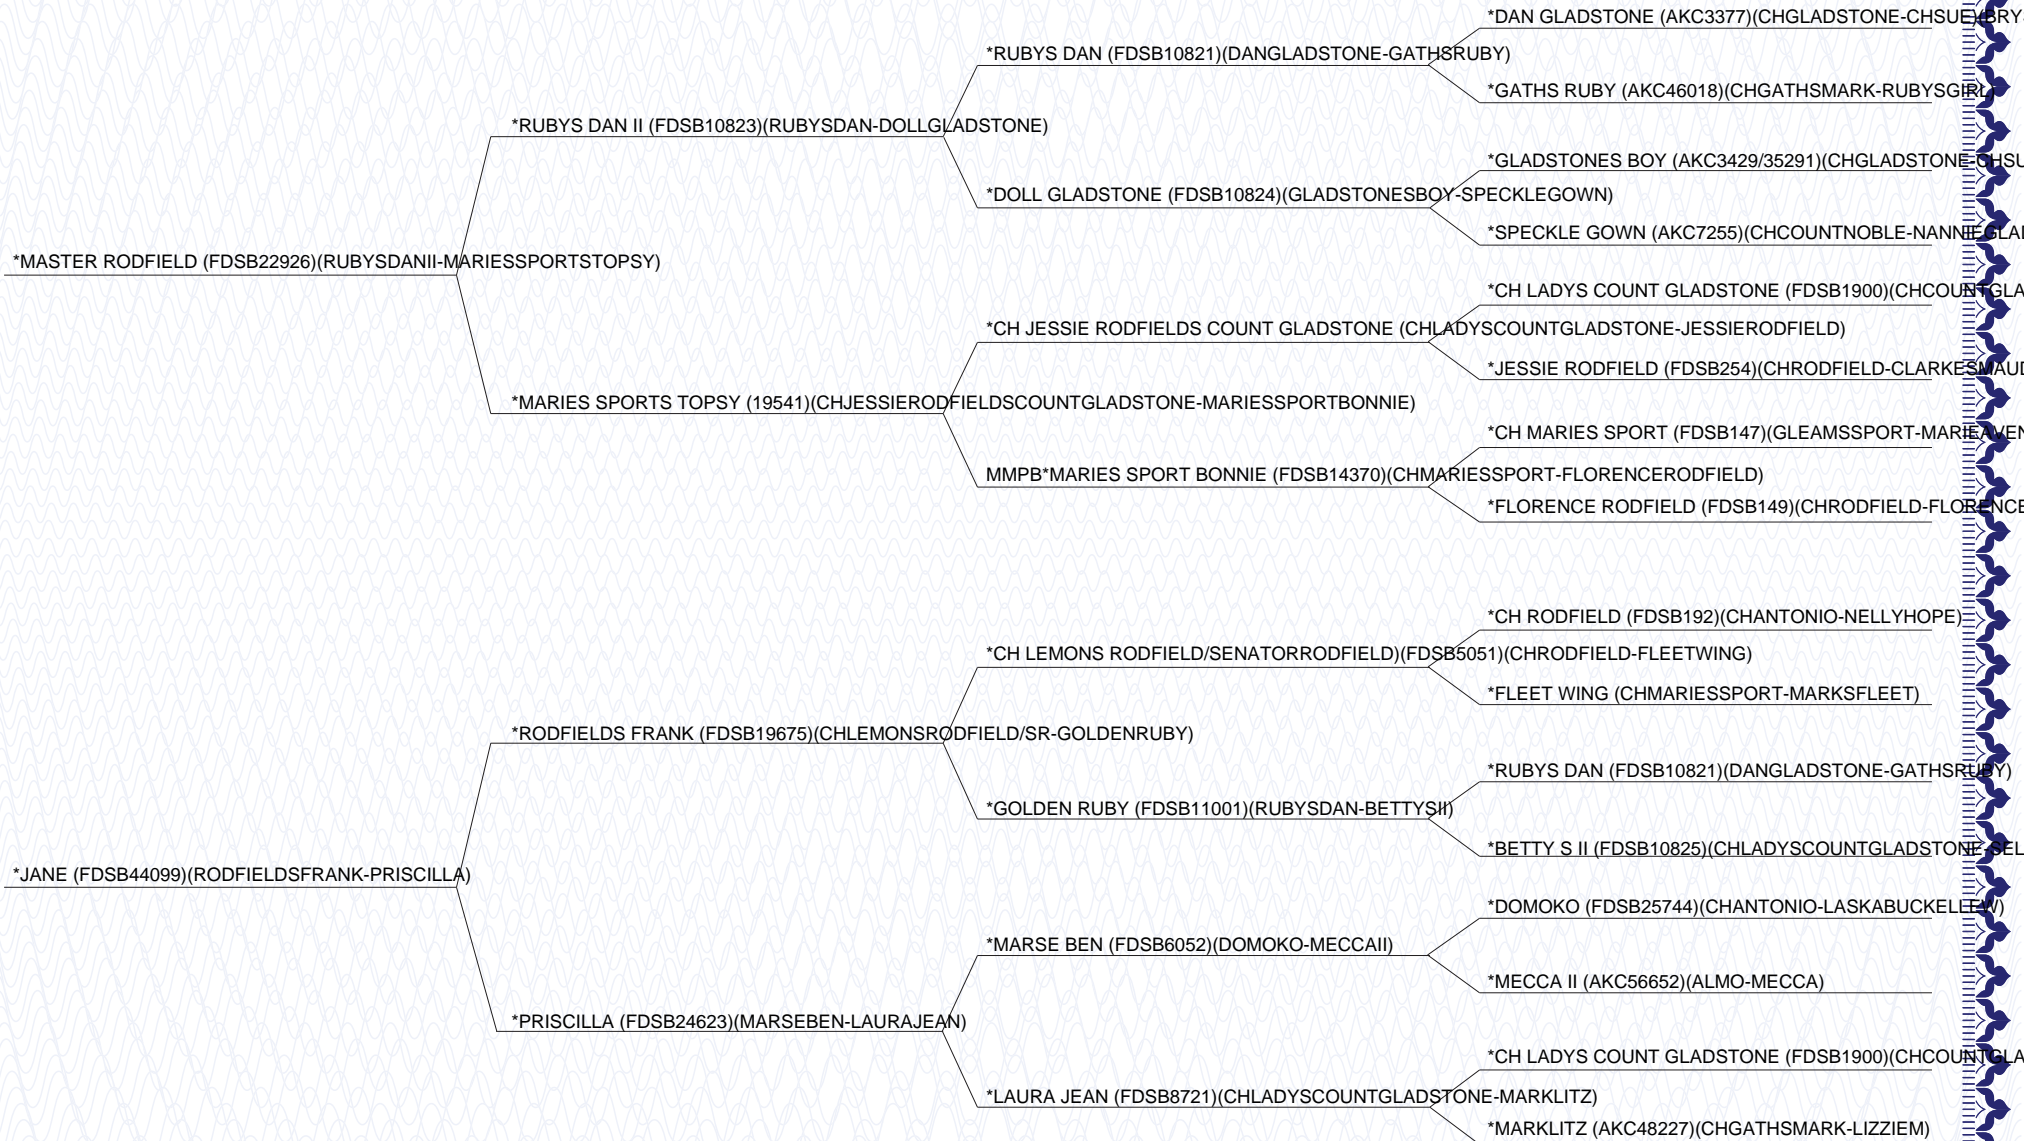 *DAN GLADSTONE (AKC3377)(CHGLADSTONE-CHSUE)(BRY
*RUBYS DAN (FDSB10821)(DANGLADSTONE-GATHSRUBY)
*GATHS RUBY (AKC46018)(CHGATHSMARK-RUBYSGIRL)
*RUBYS DAN II (FDSB10823)(RUBYSDAN-DOLLGLADSTONE)
*GLADSTONES BOY (AKC3429/35291)(CHGLADSTONE-CHSU
*DOLL GLADSTONE (FDSB10824)(GLADSTONESBOY-SPECKLEGOWN)
*SPECKLE GOWN (AKC7255)(CHCOUNTNOBLE-NANNIEGLAD
*MASTER RODFIELD (FDSB22926)(RUBYSDANII-MARIESSPORTSTOPSY)
*CH LADYS COUNT GLADSTONE (FDSB1900)(CHCOUNTGLA
*CH JESSIE RODFIELDS COUNT GLADSTONE (CHLADYSCOUNTGLADSTONE-JESSIERODFIELD)
*JESSIE RODFIELD (FDSB254)(CHRODFIELD-CLARKESMAUD
*MARIES SPORTS TOPSY (19541)(CHJESSIERODFIELDSCOUNTGLADSTONE-MARIESSPORTBONNIE)
*CH MARIES SPORT (FDSB147)(GLEAMSSPORT-MARIEAVEN
MMPB*MARIES SPORT BONNIE (FDSB14370)(CHMARIESSPORT-FLORENCERODFIELD)
*FLORENCE RODFIELD (FDSB149)(CHRODFIELD-FLORENCE
*CH RODFIELD (FDSB192)(CHANTONIO-NELLYHOPE)
*CH LEMONS RODFIELD/SENATORRODFIELD)(FDSB5051)(CHRODFIELD-FLEETWING)
*FLEET WING (CHMARIESSPORT-MARKSFLEET)
*RODFIELDS FRANK (FDSB19675)(CHLEMONSRODFIELD/SR-GOLDENRUBY)
*RUBYS DAN (FDSB10821)(DANGLADSTONE-GATHSRUBY)
*GOLDEN RUBY (FDSB11001)(RUBYSDAN-BETTYSII)
*BETTY S II (FDSB10825)(CHLADYSCOUNTGLADSTONE-SEL
*JANE (FDSB44099)(RODFIELDSFRANK-PRISCILLA)
*DOMOKO (FDSB25744)(CHANTONIO-LASKABUCKELLEW)
*MARSE BEN (FDSB6052)(DOMOKO-MECCAII)
*MECCA II (AKC56652)(ALMO-MECCA)
*PRISCILLA (FDSB24623)(MARSEBEN-LAURAJEAN)
*CH LADYS COUNT GLADSTONE (FDSB1900)(CHCOUNTGLA
*LAURA JEAN (FDSB8721)(CHLADYSCOUNTGLADSTONE-MARKLITZ)
*MARKLITZ (AKC48227)(CHGATHSMARK-LIZZIEM)